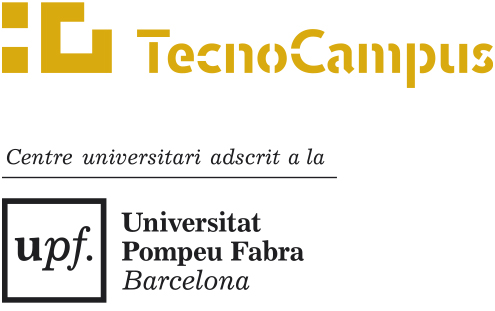 TecnoCampus
Centre universitari adscrit a la
upf.
Universitat
Pompeu Fabra
Barcelona